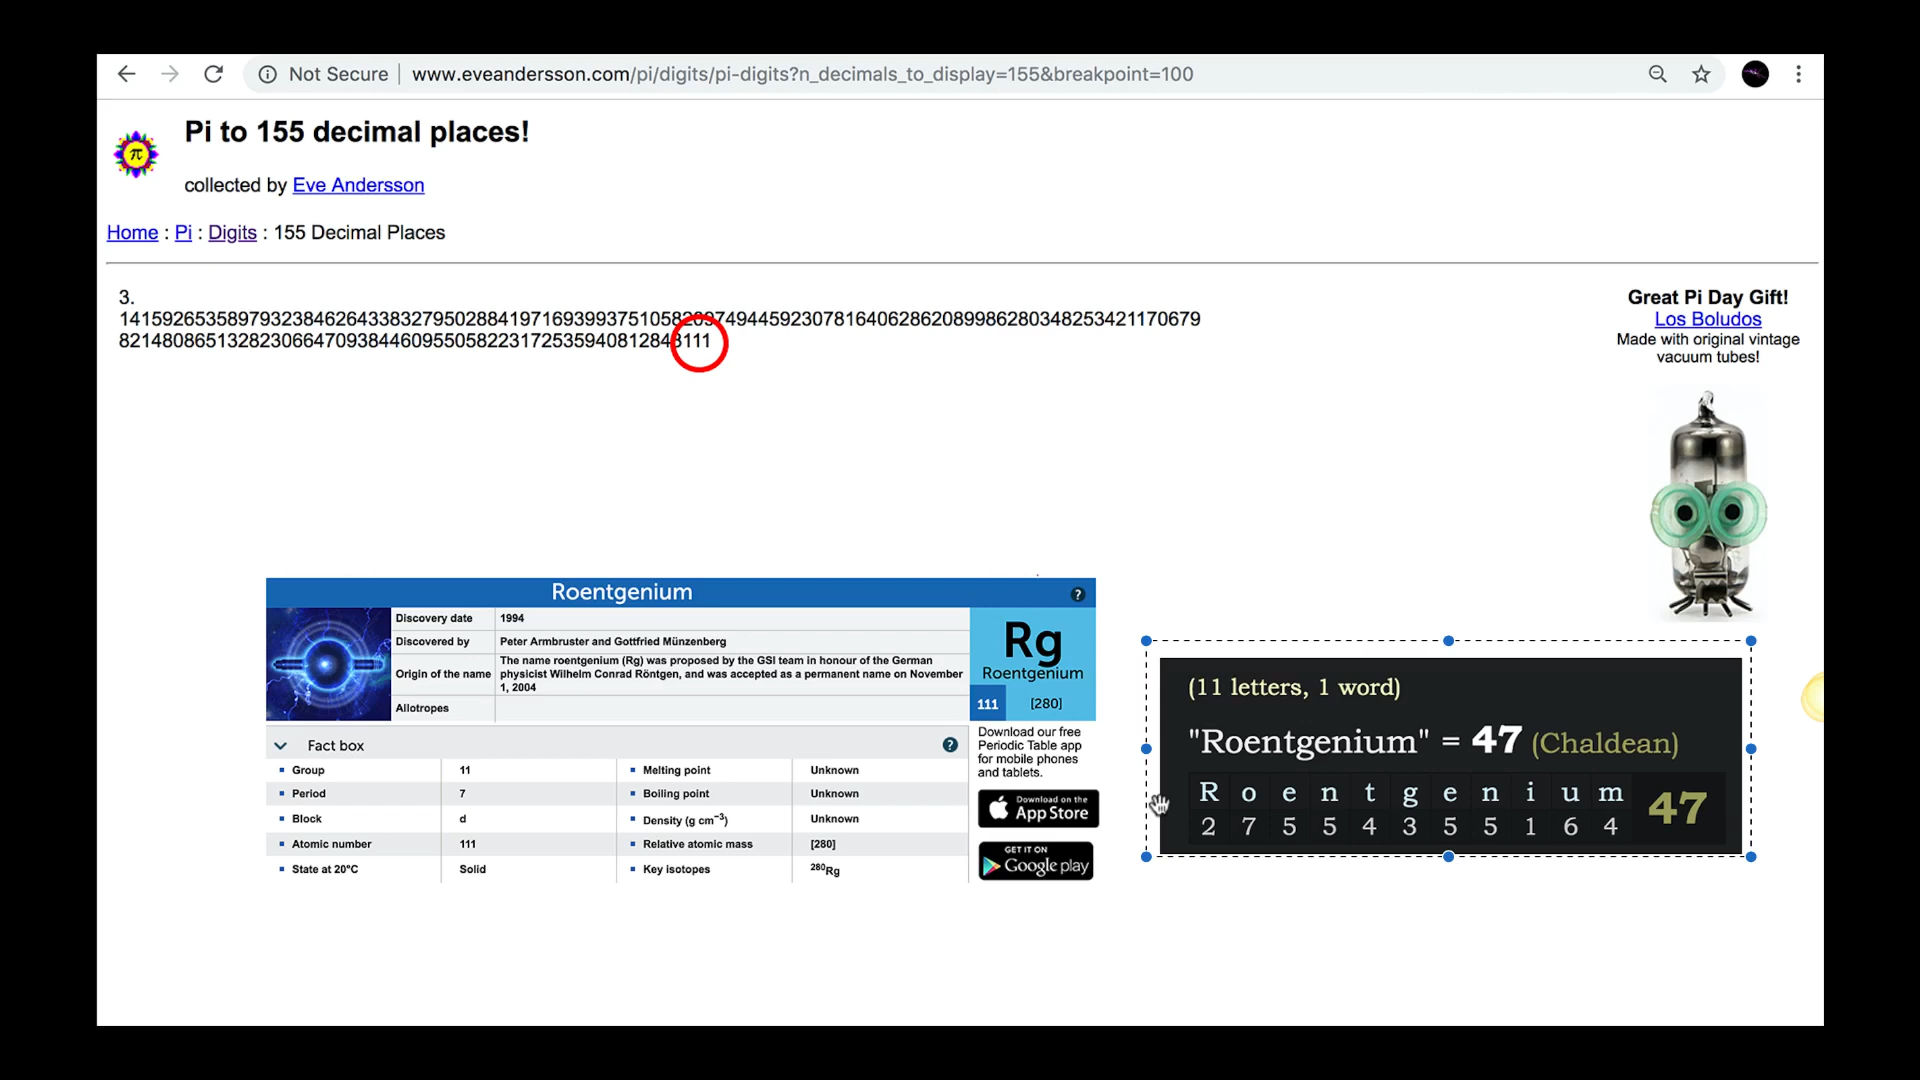 Not Secure | www.eveandersson.com/pi/digits/pi-digits?n_decimals_to_display=155&breakpoint=100
π
Pi to 155 decimal places!
collected by Eve Andersson
Home : Pi : Digits : 155 Decimal Places
3.
1415926535897932384626433832795028841971693993751058209749445923078164062862089986280348253421170679
8214808651328230664709384460955058223172535940812848111
Great Pi Day Gift!
Los Boludos
Made with original vintage
vacuum tubes!
Roentgenium ?
Discovery date 1994
Discovered by Peter Armbruster and Gottfried Münzenberg
Origin of the name The name roentgenium (Rg) was proposed by the GSI team in honour of the German
physicist Wilhelm Conrad Röntgen, and was accepted as a permanent name on November
1, 2004
Allotropes
Rg
Roentgenium
111 [280]
Fact box ?
Group 11 Melting point Unknown
Period 7 Boiling point Unknown
Block d Density (g cm⁻³) Unknown
Atomic number 111 Relative atomic mass [280]
State at 20°C Solid Key isotopes ²⁸⁰Rg
Download our free
Periodic Table app
for mobile phones
and tablets.
Download on the
App Store
GET IT ON
Google play
(11 letters, 1 word)
"Roentgenium" = 47 (Chaldean)
R o e n t g e n i u m
2 7 5 5 4 3 5 5 1 6 4
47